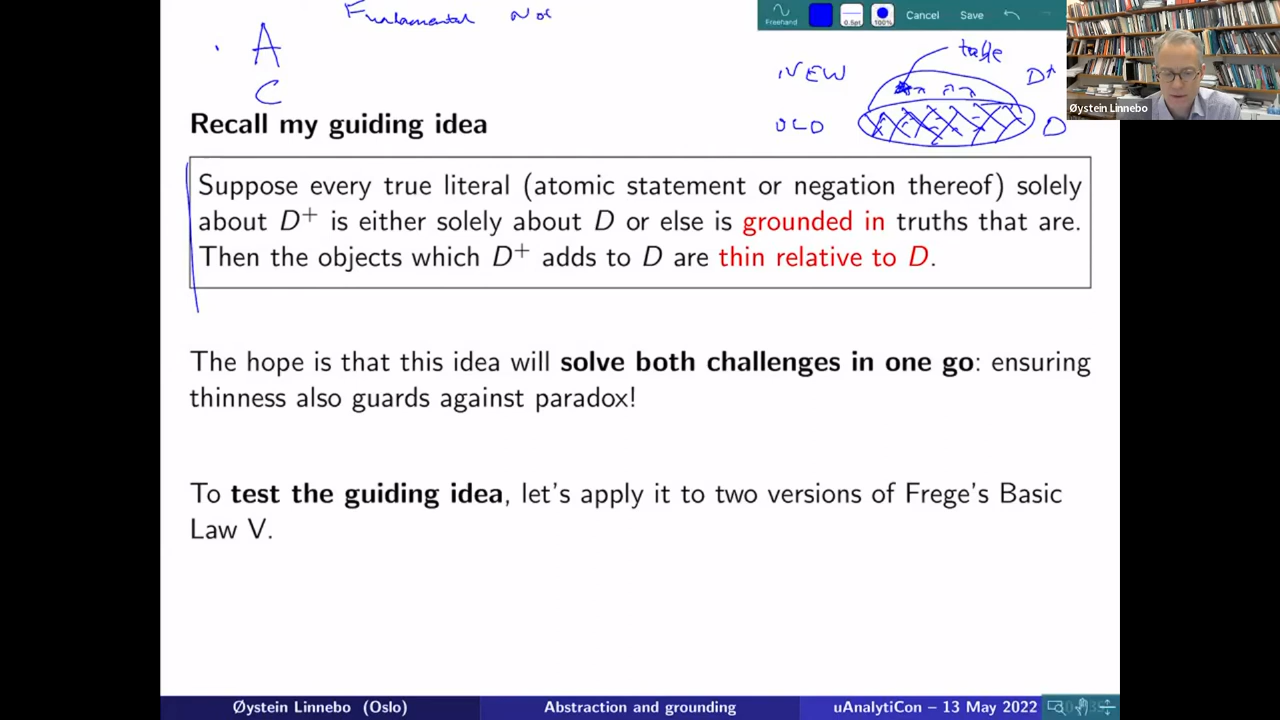 Fundamental
Freehand 0.5pt 100% Cancel Save
A
C
NEW
table
D+
OLD
D
Øystein Linnebo
Recall my guiding idea
Suppose every true literal (atomic statement or negation thereof) solely
about D+ is either solely about D or else is grounded in truths that are.
Then the objects which D+ adds to D are thin relative to D.
The hope is that this idea will solve both challenges in one go: ensuring
thinness also guards against paradox!
To test the guiding idea, let's apply it to two versions of Frege's Basic
Law V.
Øystein Linnebo (Oslo) Abstraction and grounding uAnalytiCon – 13 May 2022